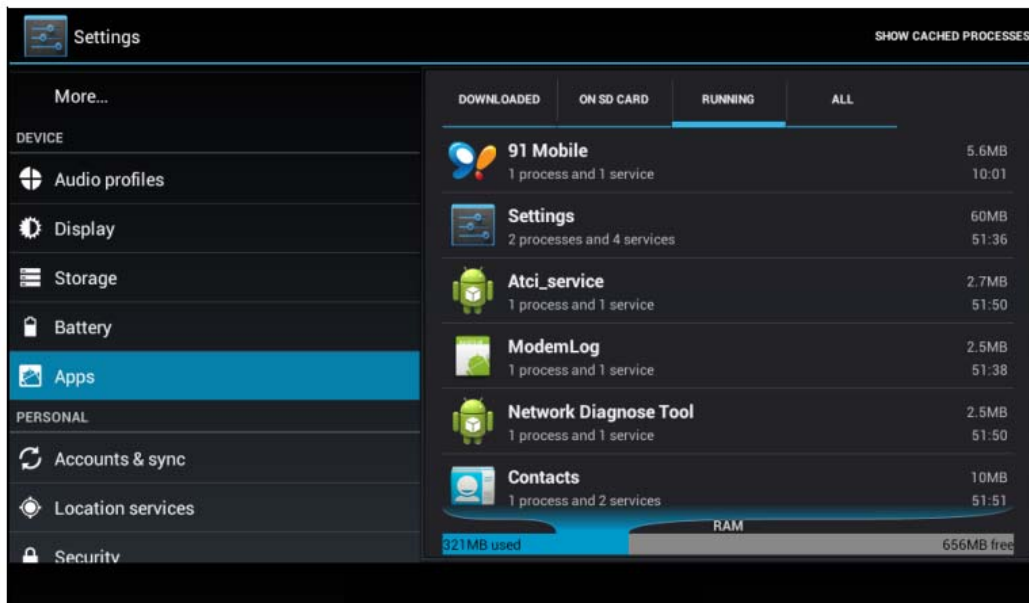 Settings
SHOW CACHED PROCESSES
More...
DEVICE
Audio profiles
Display
Storage
Battery
Apps
PERSONAL
Accounts & sync
Location services
Security
DOWNLOADED
ON SD CARD
RUNNING
ALL
91 Mobile
5.6MB
1 process and 1 service
10:01
Settings
60MB
2 processes and 4 services
51:36
Atci_service
2.7MB
1 process and 1 service
51:50
ModemLog
2.5MB
1 process and 1 service
51:38
Network Diagnose Tool
2.5MB
1 process and 1 service
51:50
Contacts
10MB
1 process and 2 services
51:51
RAM
321MB used
656MB free